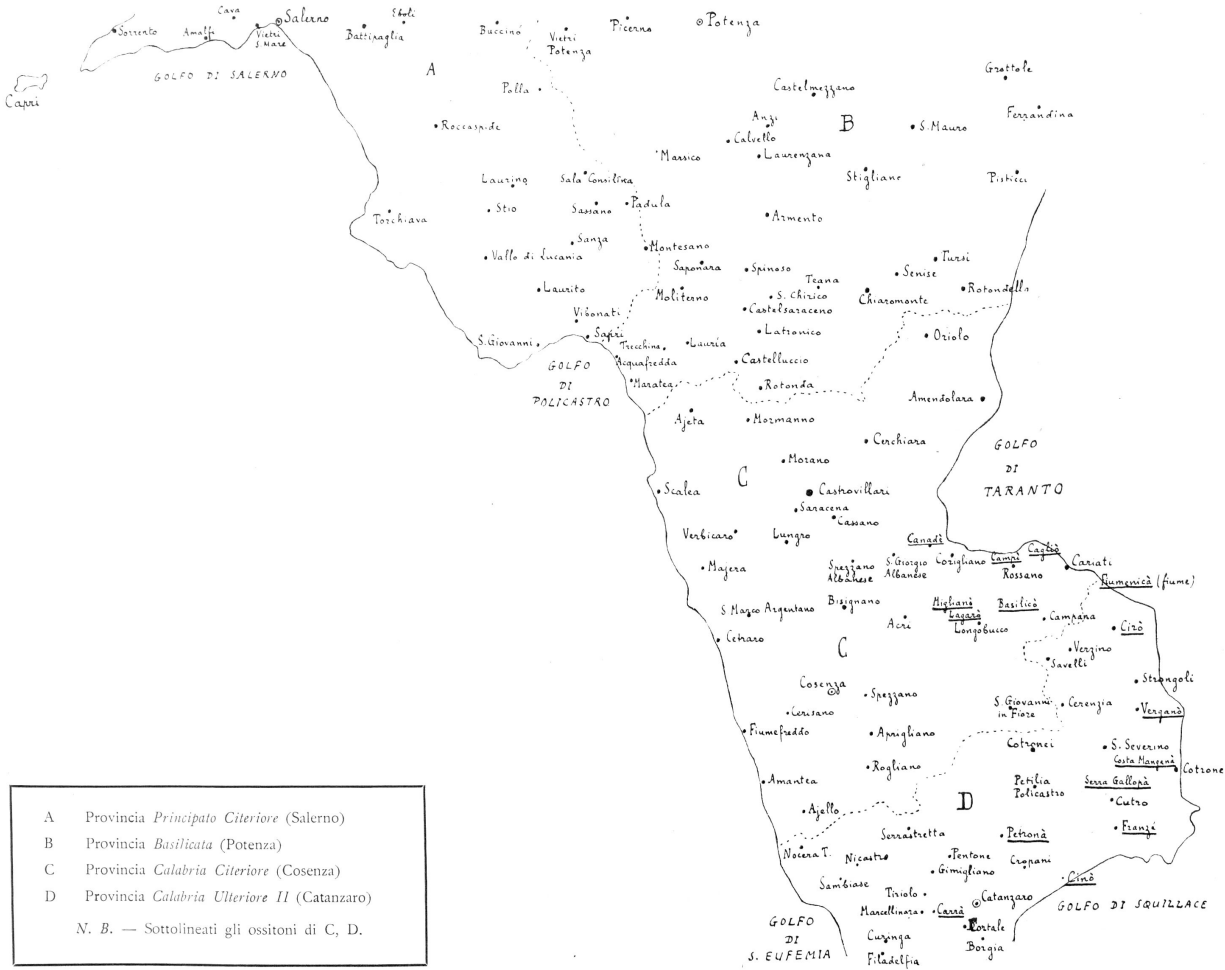 Cava
Eboli
Sorrento
Amalfi
Vietri
S. Mare
Salerno
Battipaglia
Buccino
Vietri
Potenza
Picerno
Potenza
GOLFO DI SALERNO
A
Capri
Polla
Castelmezzano
Grottole
Roccaspide
Anzi
Calvello
B
S. Mauro
Ferrandina
Marsico
Laurenzana
Laurino
Sala Consilina
Stigliano
Pisticci
Torchiava
Stio
Sassano
Padula
Armento
Sanza
Montesano
Vallo di Lucania
Saponara
Spinoso
Tursi
Teana
Senise
Laurito
Moliterno
S. Chirico
Chiaromonte
Rotondella
Castelsaraceno
Vibonati
Sapri
Latronico
Oriolo
S. Giovanni
Trecchina
Lauria
Acquafredda
Castelluccio
GOLFO
DI
POLICASTRO
Maratea
Rotonda
Amendolara
Ajeta
Mormanno
Cerchiara
GOLFO
DI
TARANTO
Morano
C
Scalea
Castrovillari
Saracena
Cassano
Verbicaro
Lungro
Canadè
Cagliò
Majera
Spezzano
Albanese
S. Giorgio
Albanese
Corigliano
Campì
Rossano
Cariati
Fiumenicà (fiume)
S. Marco Argentano
Bisignano
Miglianò
Lagarò
Longobucco
Basilicò
Campana
Acri
Cirò
Cetraro
C
Verzino
Savelli
Cosenza
Spezzano
Strongoli
Cerisano
S. Giovanni
in Fiore
Cerenzia
Verganò
Fiumefreddo
Aprigliano
Cotronei
S. Severino
Costa Mangenà
Rogliano
Cotrone
Amantea
Petilia
Policastro
Serra Gallopà
D
Cutro
Ajello
Serrastretta
Petronà
Franzè
Nocera T.
Nicastro
Pentone
Gimigliano
Cropani
Cinò
Sambiase
Tiriolo
Catanzaro
GOLFO DI SQUILLACE
Marcellinara
Carrà
GOLFO
DI
S. EUFEMIA
Curinga
Portale
Borgia
Filadelfia
A Provincia Principato Citeriore (Salerno)
B Provincia Basilicata (Potenza)
C Provincia Calabria Citeriore (Cosenza)
D Provincia Calabria Ulteriore II (Catanzaro)
N. B. — Sottolineati gli ossitoni di C, D.